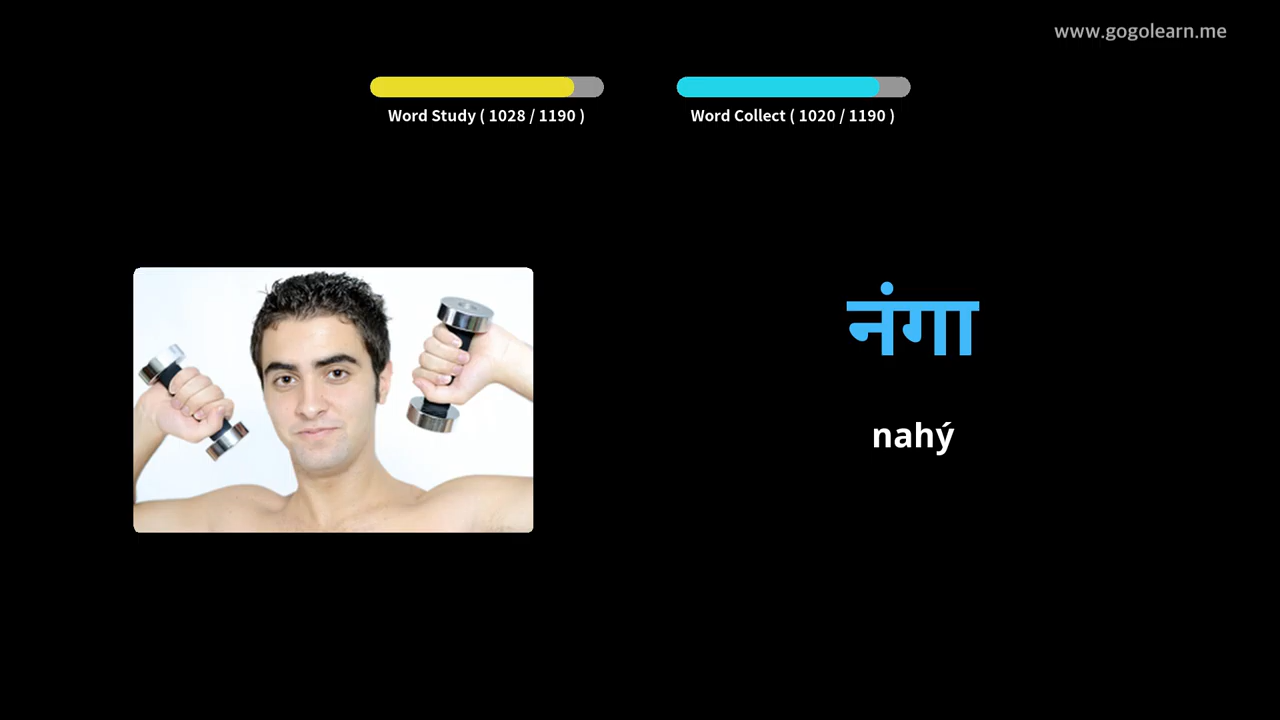 www.gogolearn.me
Word Study ( 1028 / 1190 )
Word Collect ( 1020 / 1190 )
नंगा
nahý